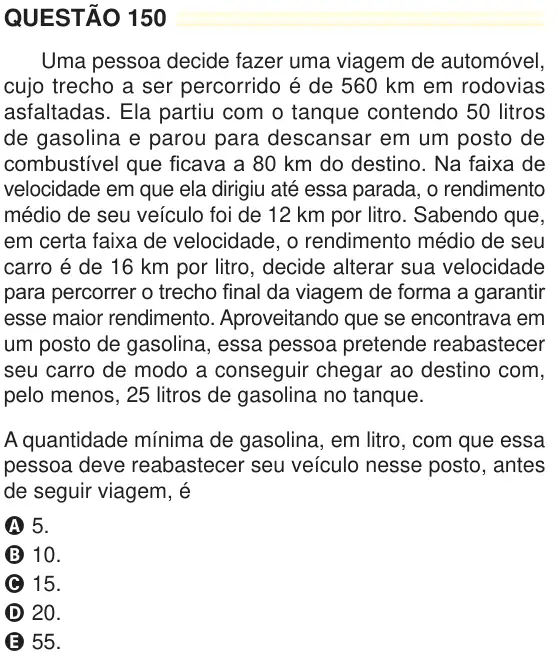 QUESTÃO 150
Uma pessoa decide fazer uma viagem de automóvel,
cujo trecho a ser percorrido é de 560 km em rodovias
asfaltadas. Ela partiu com o tanque contendo 50 litros
de gasolina e parou para descansar em um posto de
combustível que ficava a 80 km do destino. Na faixa de
velocidade em que ela dirigiu até essa parada, o rendimento
médio de seu veículo foi de 12 km por litro. Sabendo que,
em certa faixa de velocidade, o rendimento médio de seu
carro é de 16 km por litro, decide alterar sua velocidade
para percorrer o trecho final da viagem de forma a garantir
esse maior rendimento. Aproveitando que se encontrava em
um posto de gasolina, essa pessoa pretende reabastecer
seu carro de modo a conseguir chegar ao destino com,
pelo menos, 25 litros de gasolina no tanque.
A quantidade mínima de gasolina, em litro, com que essa
pessoa deve reabastecer seu veículo nesse posto, antes
de seguir viagem, é
A 5.
B 10.
C 15.
D 20.
E 55.